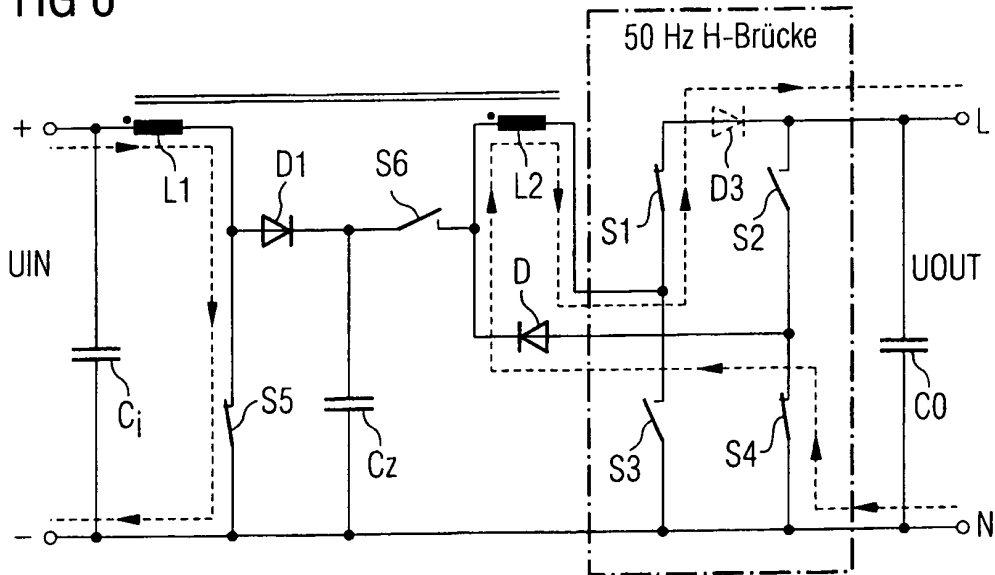 FIG 6
50 Hz H-Brücke
+
L1
D1
S6
L2
D3
L
S1
S2
UIN
D
UOUT
Ci
S5
Cz
S3
S4
C0
-
N